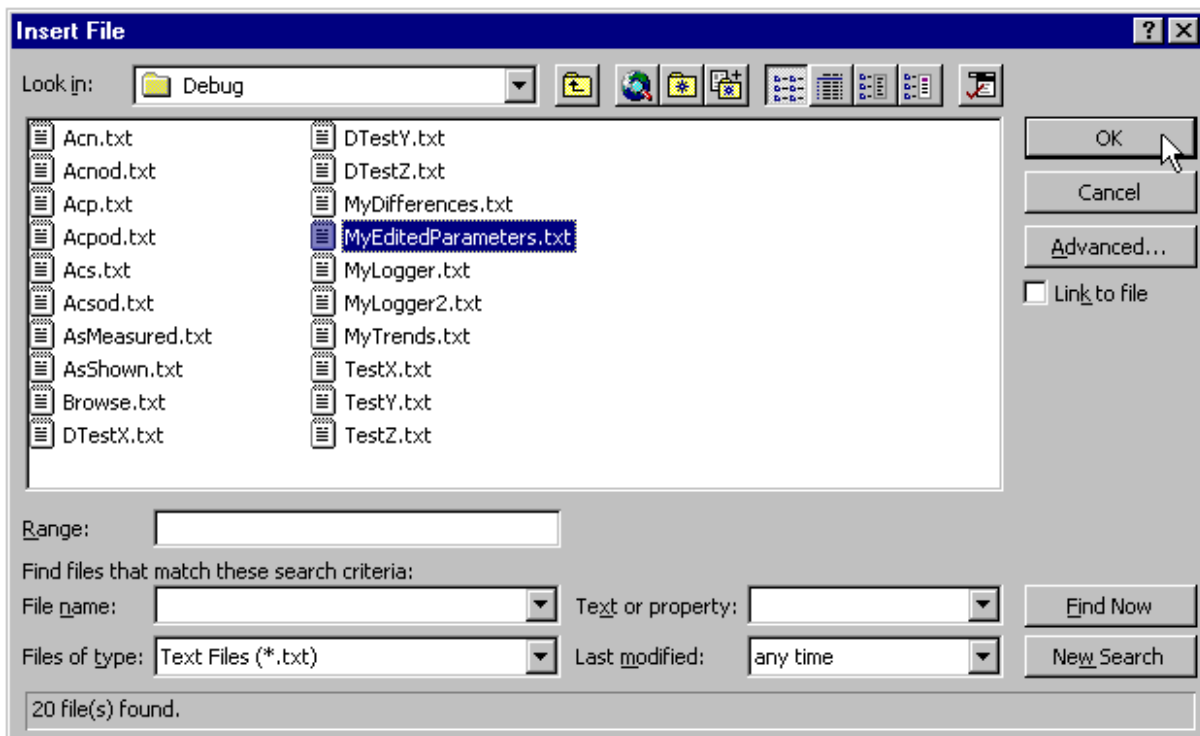 Insert File
Look in: Debug
Acn.txt
Acnod.txt
Acp.txt
Acpod.txt
Acs.txt
Acsod.txt
AsMeasured.txt
AsShown.txt
Browse.txt
DTestX.txt
DTestY.txt
DTestZ.txt
MyDifferences.txt
MyEditedParameters.txt
MyLogger.txt
MyLogger2.txt
MyTrends.txt
TestX.txt
TestY.txt
TestZ.txt
OK
Cancel
Advanced...
Link to file
Range:
Find files that match these search criteria:
File name: Text or property: Find Now
Files of type: Text Files (*.txt) Last modified: any time New Search
20 file(s) found.